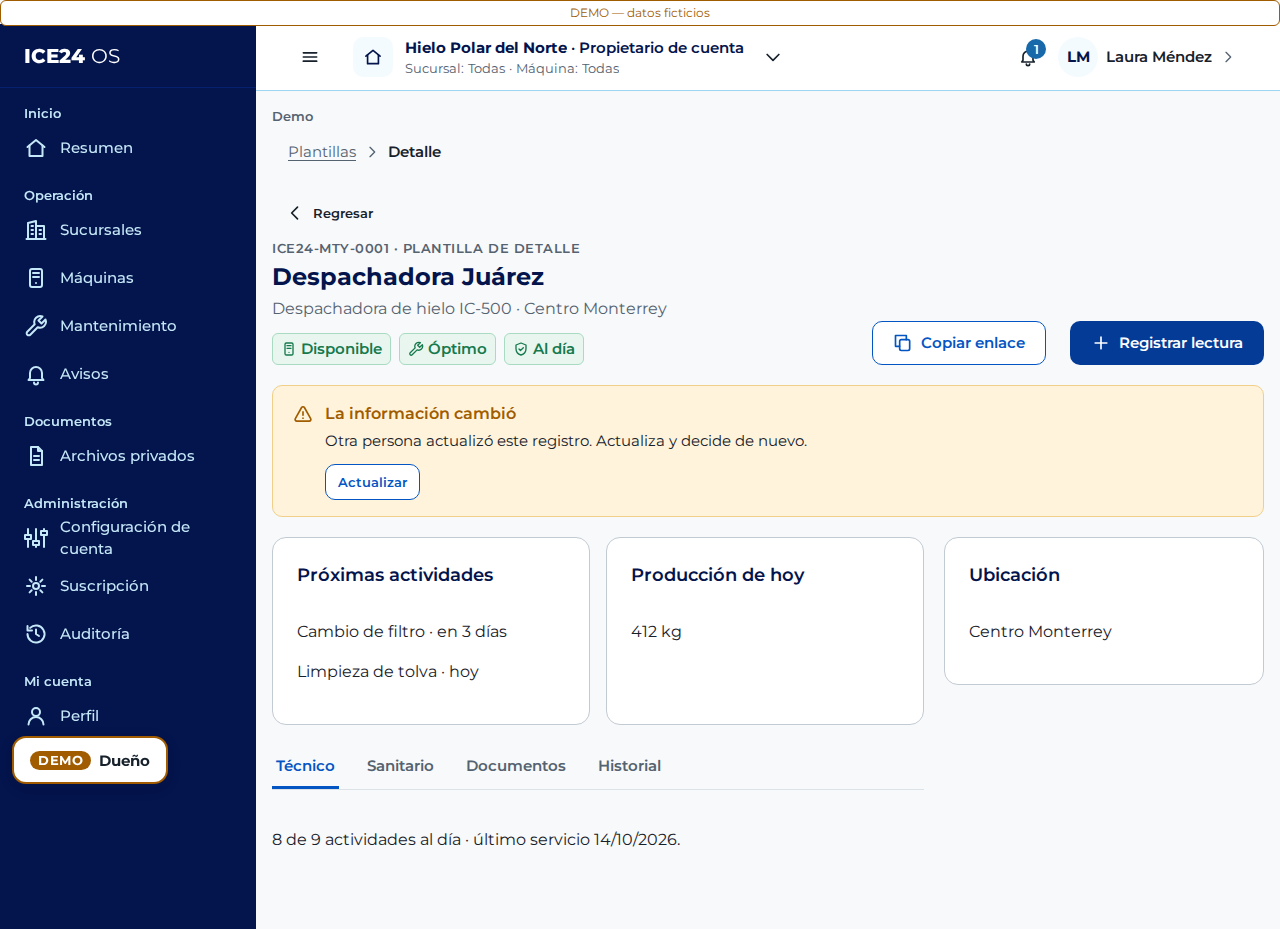 DEMO — datos ficticios
ICE24 OS
Hielo Polar del Norte · Propietario de cuenta
Sucursal: Todas · Máquina: Todas
1
LM
Laura Méndez
Inicio
Resumen
Operación
Sucursales
Máquinas
Mantenimiento
Avisos
Documentos
Archivos privados
Administración
Configuración de
cuenta
Suscripción
Auditoría
Mi cuenta
Perfil
DEMO Dueño
Demo
Plantillas > Detalle
Regresar
ICE24-MTY-0001 · PLANTILLA DE DETALLE
Despachadora Juárez
Despachadora de hielo IC-500 · Centro Monterrey
Disponible
Óptimo
Al día
Copiar enlace
Registrar lectura
La información cambió
Otra persona actualizó este registro. Actualiza y decide de nuevo.
Actualizar
Próximas actividades
Cambio de filtro · en 3 días
Limpieza de tolva · hoy
Producción de hoy
412 kg
Ubicación
Centro Monterrey
Técnico
Sanitario
Documentos
Historial
8 de 9 actividades al día · último servicio 14/10/2026.